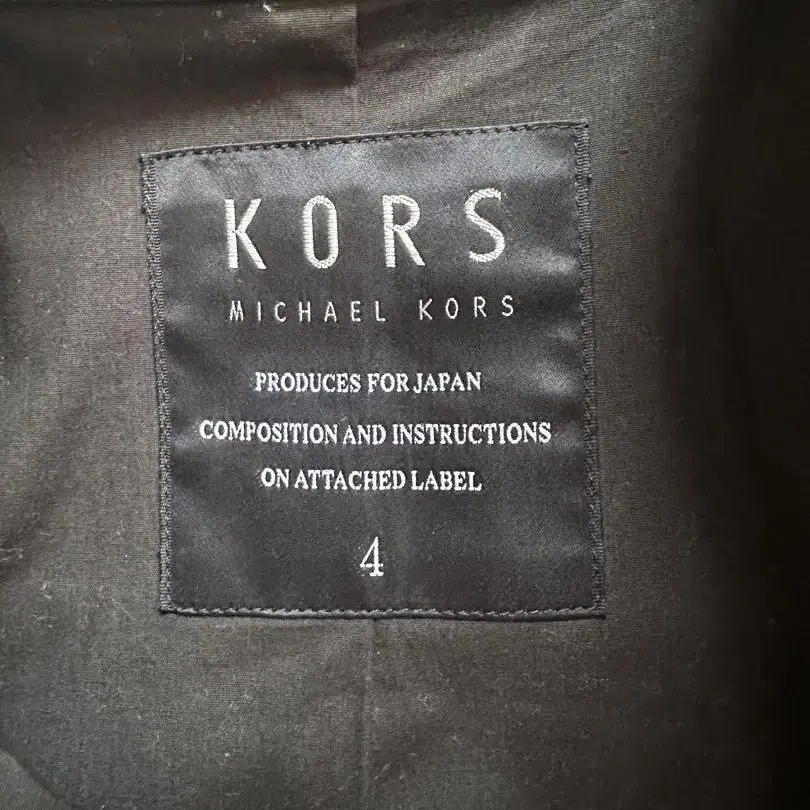 KORS
MICHAEL KORS
PRODUCES FOR JAPAN
COMPOSITION AND INSTRUCTIONS
ON ATTACHED LABEL
4